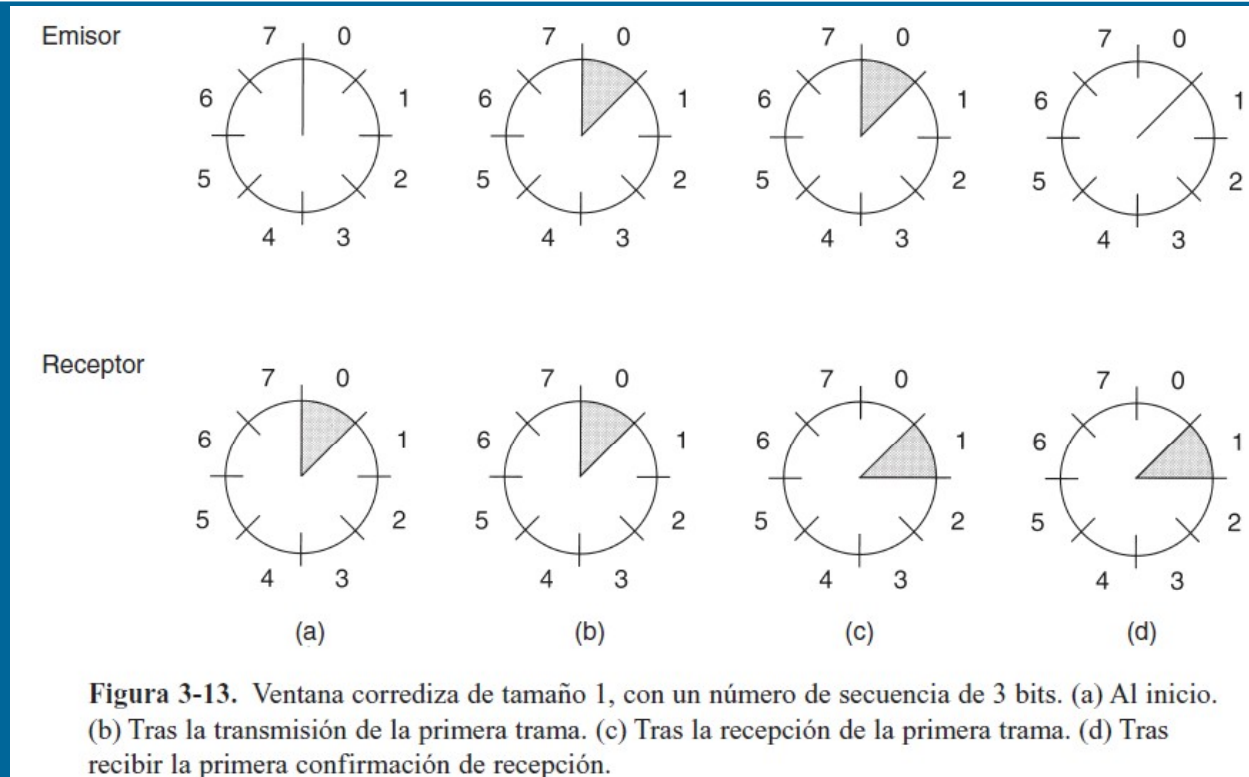 Emisor
7 0 7 0 7 0 7 0
6 1 6 1 6 1 6 1
5 2 5 2 5 2 5 2
4 3 4 3 4 3 4 3
Receptor
7 0 7 0 7 0 7 0
6 1 6 1 6 1 6 1
5 2 5 2 5 2 5 2
4 3 4 3 4 3 4 3
(a) (b) (c) (d)
Figura 3-13. Ventana corrediza de tamaño 1, con un número de secuencia de 3 bits. (a) Al inicio.
(b) Tras la transmisión de la primera trama. (c) Tras la recepción de la primera trama. (d) Tras
recibir la primera confirmación de recepción.